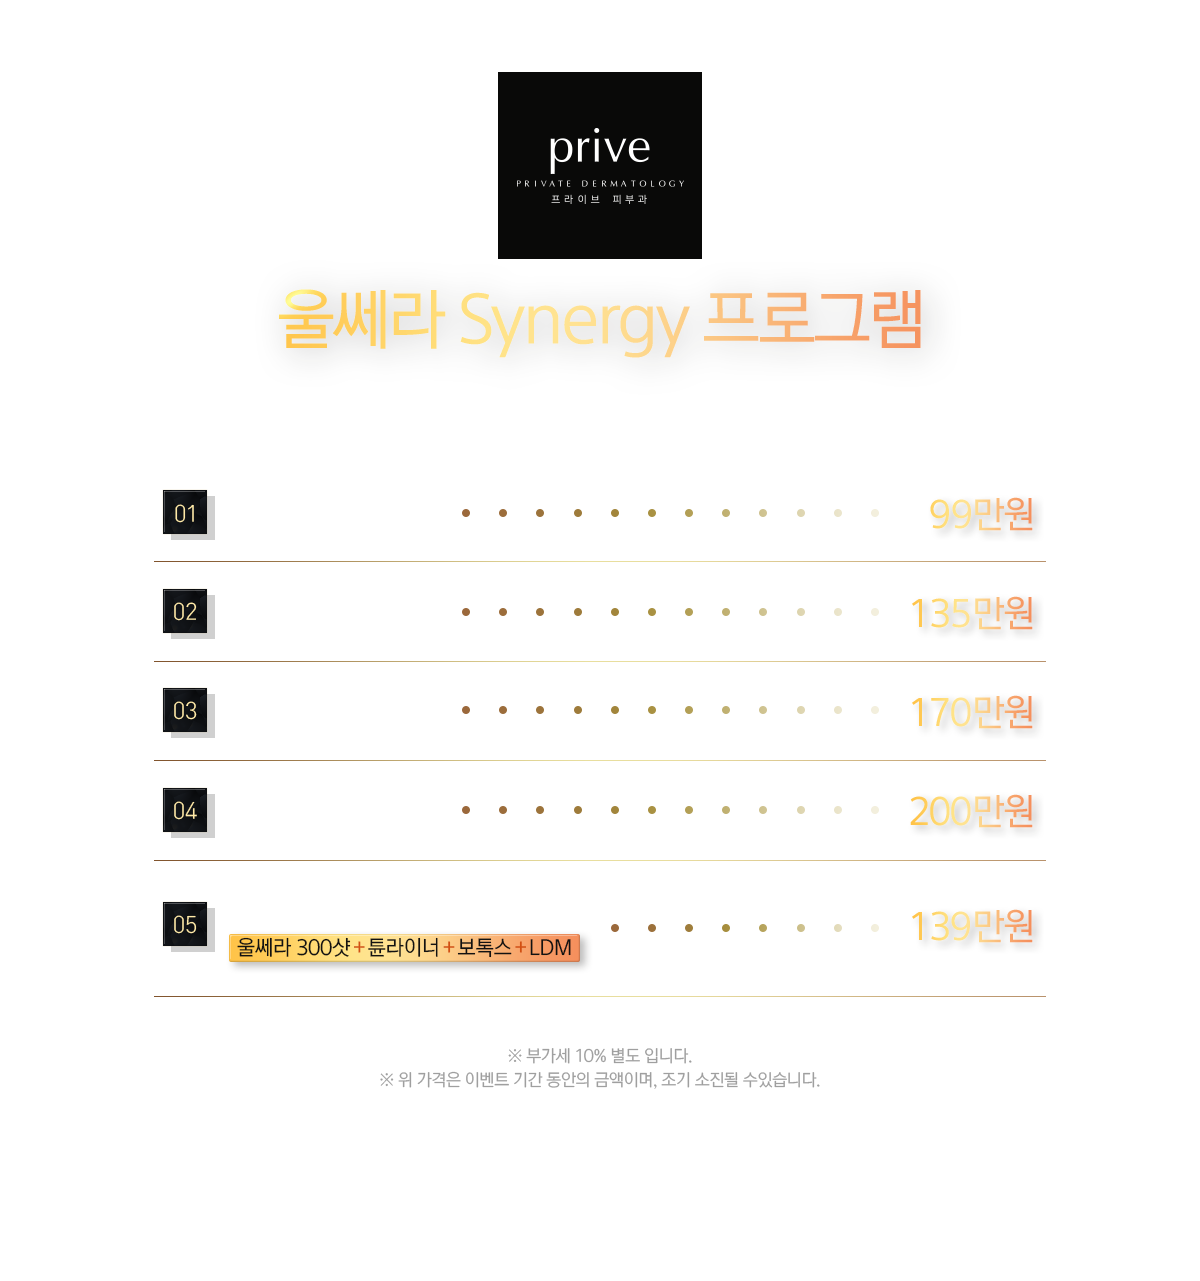 prive
PRIVATE DERMATOLOGY
프라이브 피부과
울쎄라 Synergy 프로그램
01 99만원
02 135만원
03 170만원
04 200만원
05 139만원
울쎄라 300샷+튠라이너+보톡스+LDM
※ 부가세 10% 별도 입니다.
※ 위 가격은 이벤트 기간 동안의 금액이며, 조기 소진될 수있습니다.